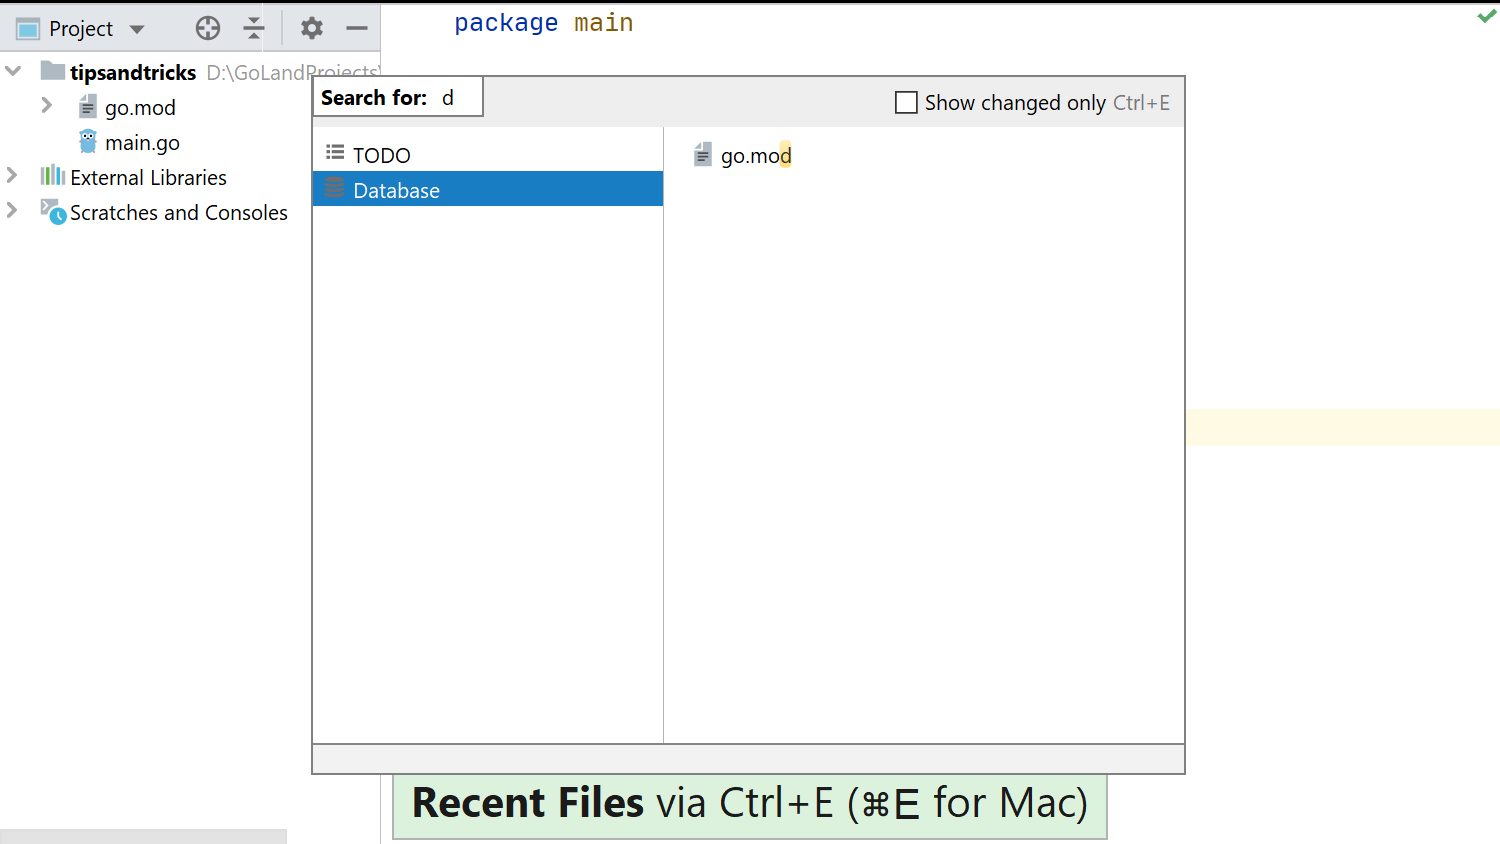 Project
package main
tipsandtricks D:\GoLandProjects\
go.mod
main.go
External Libraries
Scratches and Consoles
Search for: d
Show changed only Ctrl+E
TODO
Database
go.mod
Recent Files via Ctrl+E (⌘E for Mac)